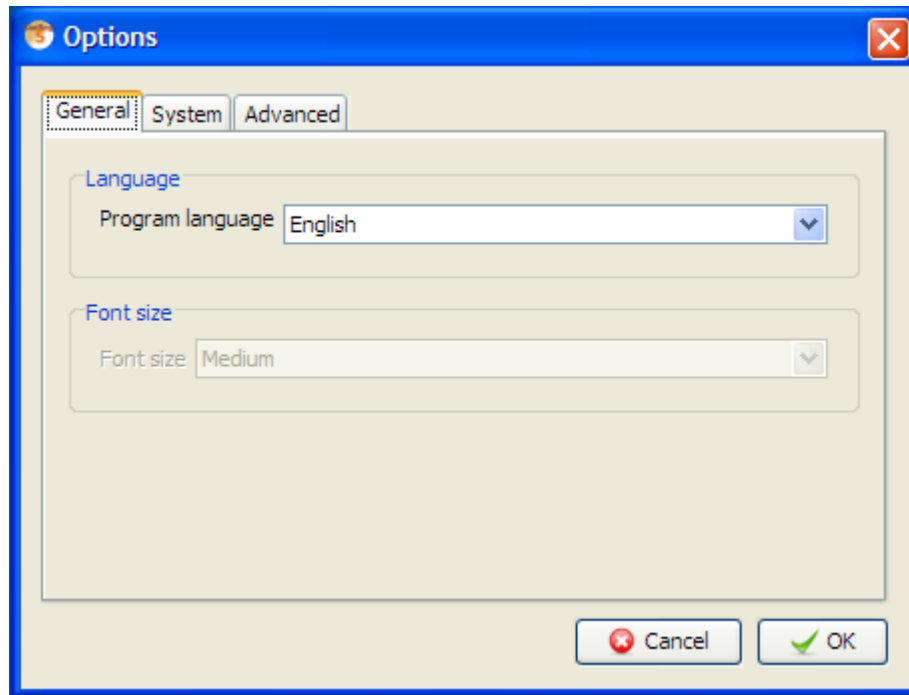 Options
General System Advanced
Language
Program language English
Font size
Font size Medium
Cancel OK